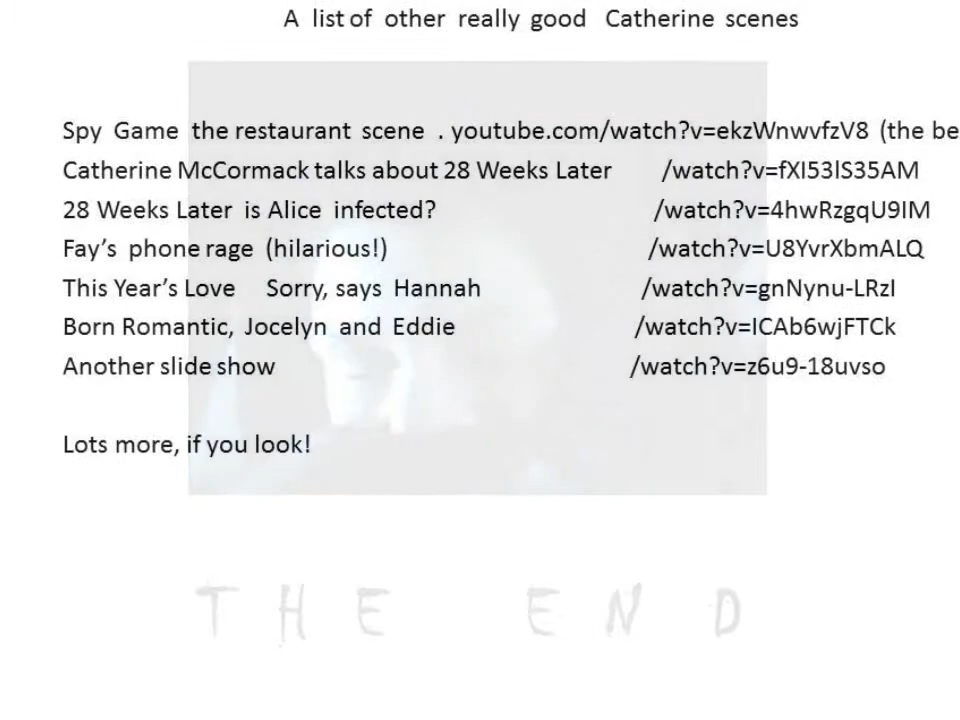 A list of other really good Catherine scenes
Spy Game the restaurant scene . youtube.com/watch?v=ekzWnwvfzV8 (the be
Catherine McCormack talks about 28 Weeks Later /watch?v=fXI53lS35AM
28 Weeks Later is Alice infected? /watch?v=4hwRzgqU9IM
Fay's phone rage (hilarious!) /watch?v=U8YvrXbmALQ
This Year's Love Sorry, says Hannah /watch?v=gnNynu-LRzI
Born Romantic, Jocelyn and Eddie /watch?v=ICAb6wjFTCk
Another slide show /watch?v=z6u9-18uvso
Lots more, if you look!
THE END